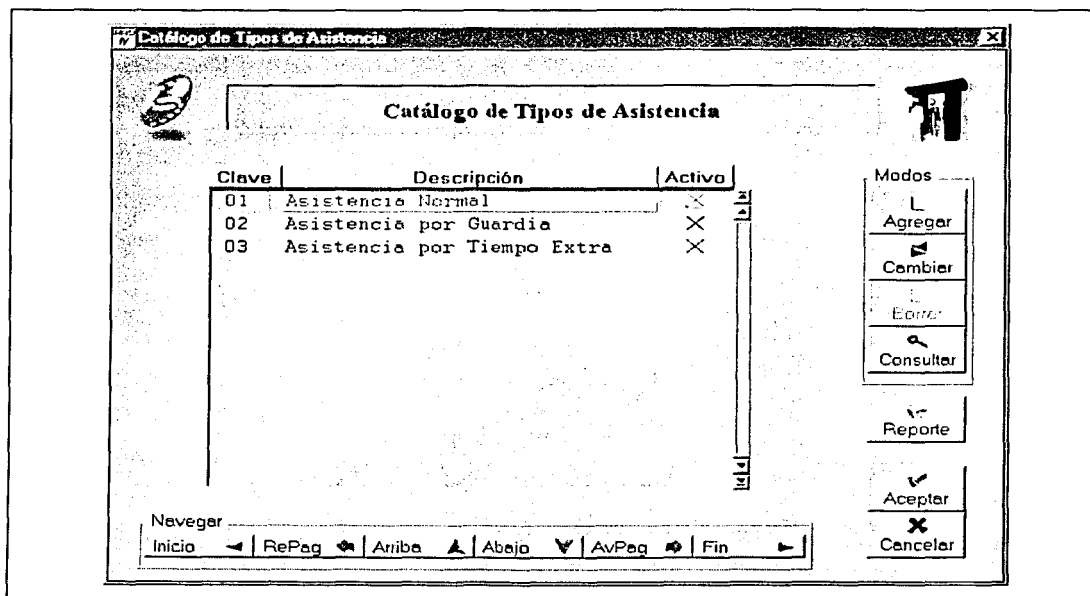 Catálogo de Tipos de Asistencia
Catálogo de Tipos de Asistencia
Clave Descripción Activo
01 Asistencia Normal
02 Asistencia por Guardia
03 Asistencia por Tiempo Extra
Modos
Agregar
Cambiar
Borrar
Consultar
Reporte
Aceptar
Cancelar
Navegar
Inicio RePag Arriba Abajo AvPag Fin